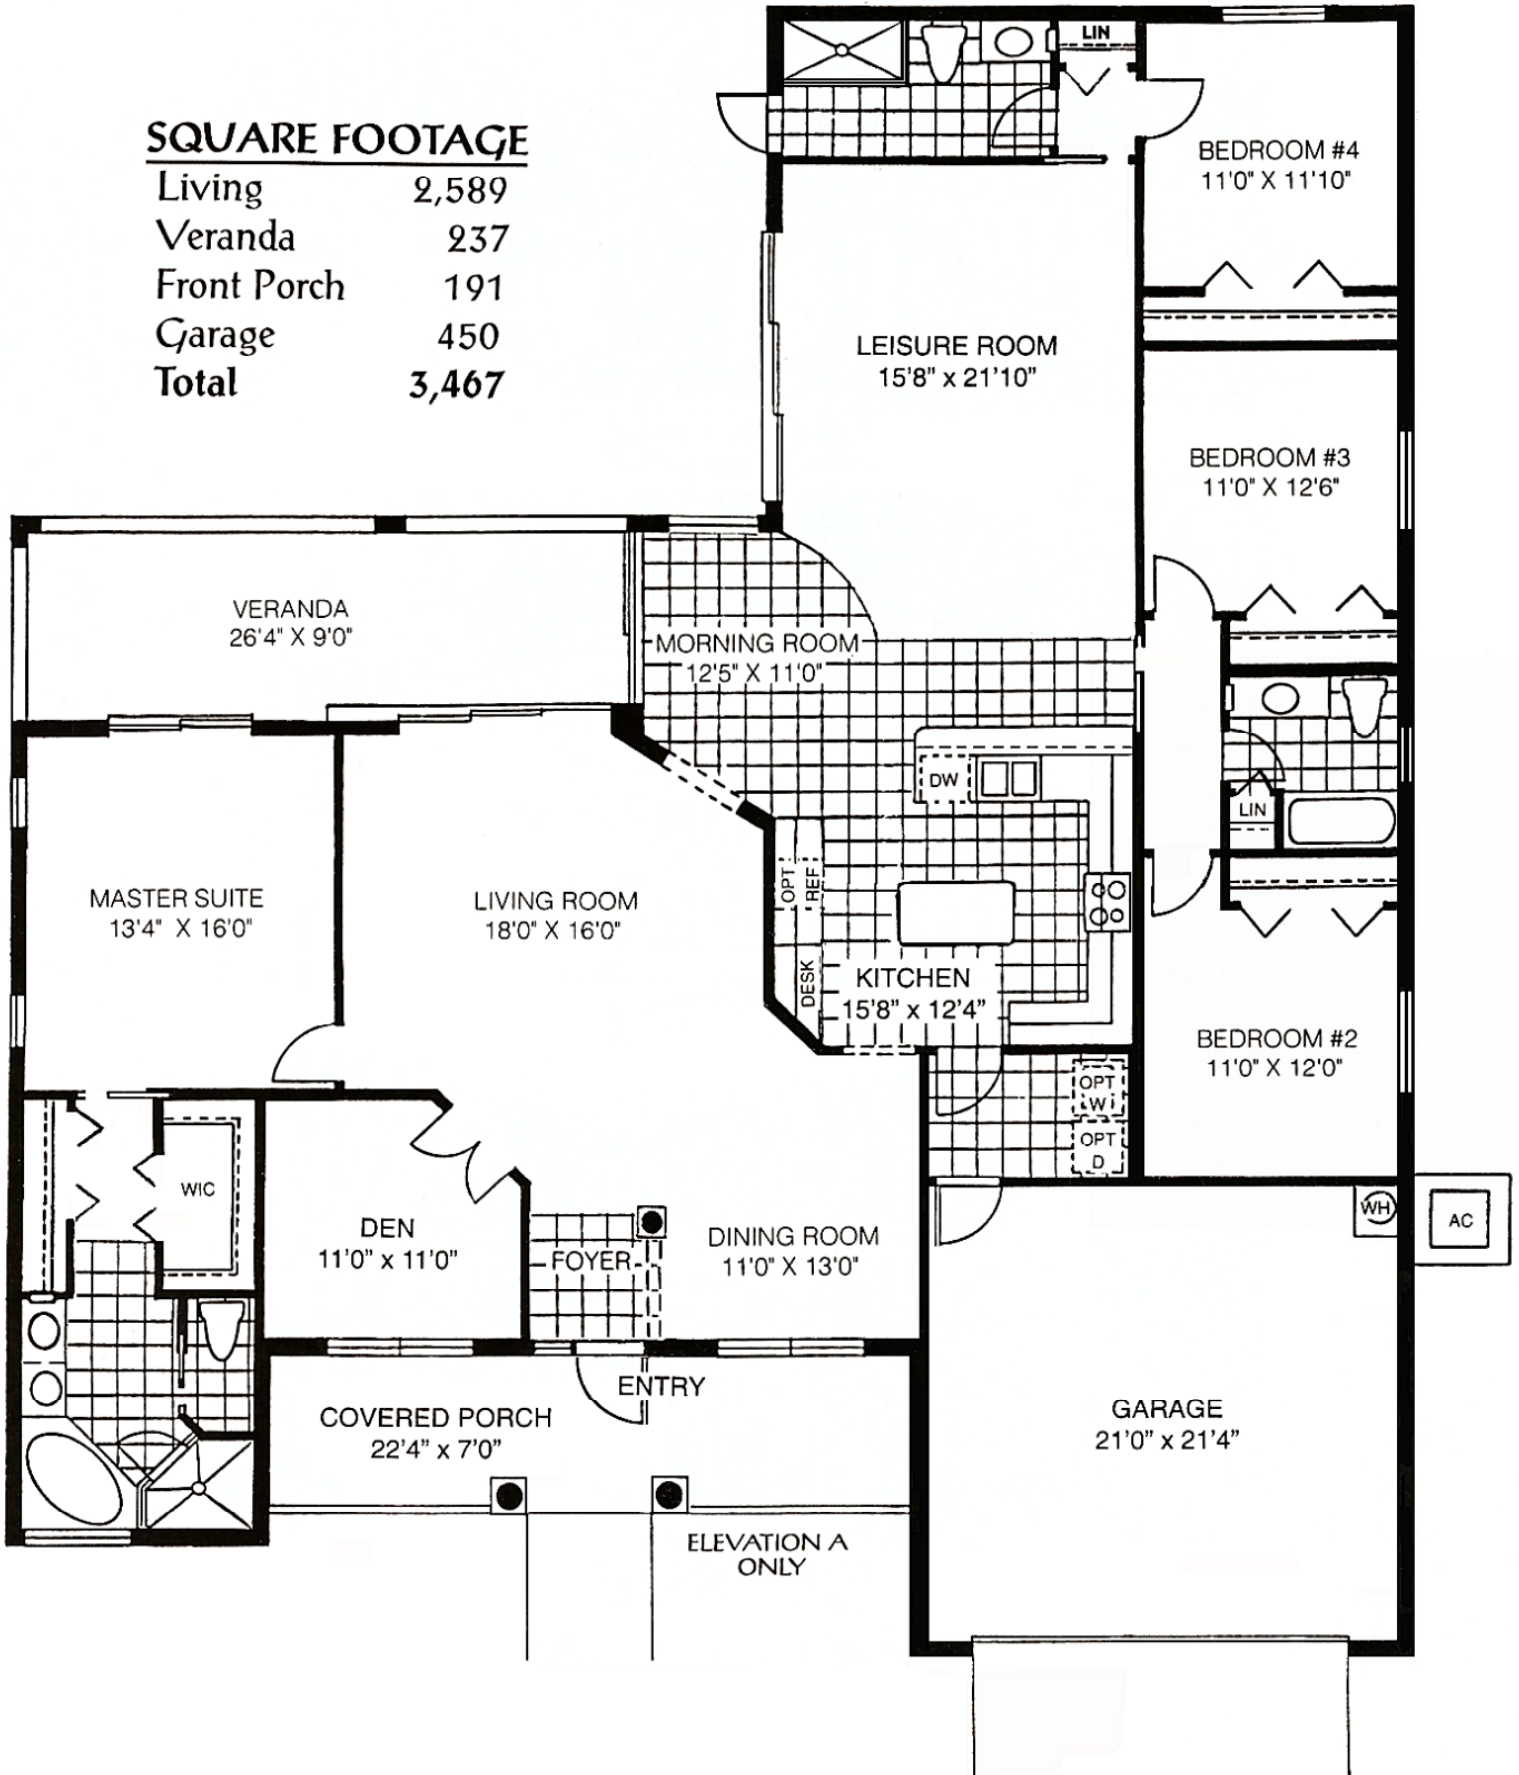 SQUARE FOOTAGE
Living 2,589
Veranda 237
Front Porch 191
Garage 450
Total 3,467
LIN
BEDROOM #4
11'0" X 11'10"
LEISURE ROOM
15'8" x 21'10"
BEDROOM #3
11'0" X 12'6"
VERANDA
26'4" X 9'0"
MORNING ROOM
12'5" X 11'0"
DW
LIN
OPT
REF
MASTER SUITE
13'4" X 16'0"
LIVING ROOM
18'0" X 16'0"
DESK
KITCHEN
15'8" x 12'4"
BEDROOM #2
11'0" X 12'0"
OPT
W
OPT
D
WIC
DEN
11'0" x 11'0"
FOYER
DINING ROOM
11'0" X 13'0"
WH
AC
ENTRY
COVERED PORCH
22'4" x 7'0"
GARAGE
21'0" x 21'4"
ELEVATION A
ONLY